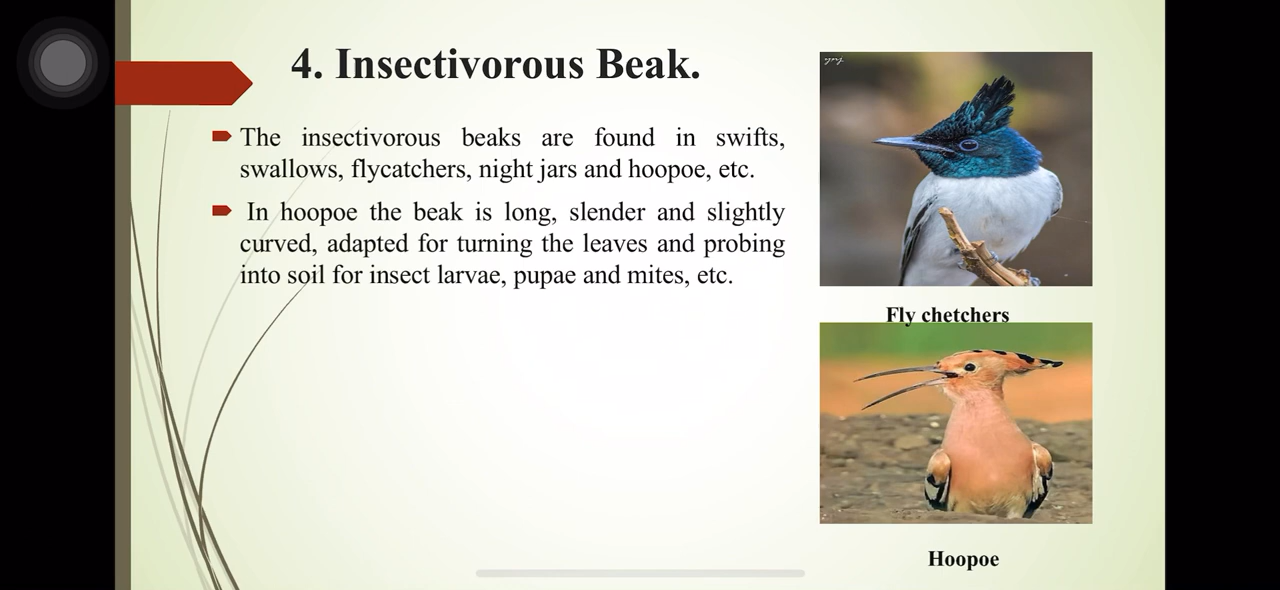 4. Insectivorous Beak.
The insectivorous beaks are found in swifts,
swallows, flycatchers, night jars and hoopoe, etc.
In hoopoe the beak is long, slender and slightly
curved, adapted for turning the leaves and probing
into soil for insect larvae, pupae and mites, etc.
Fly chetchers
Hoopoe